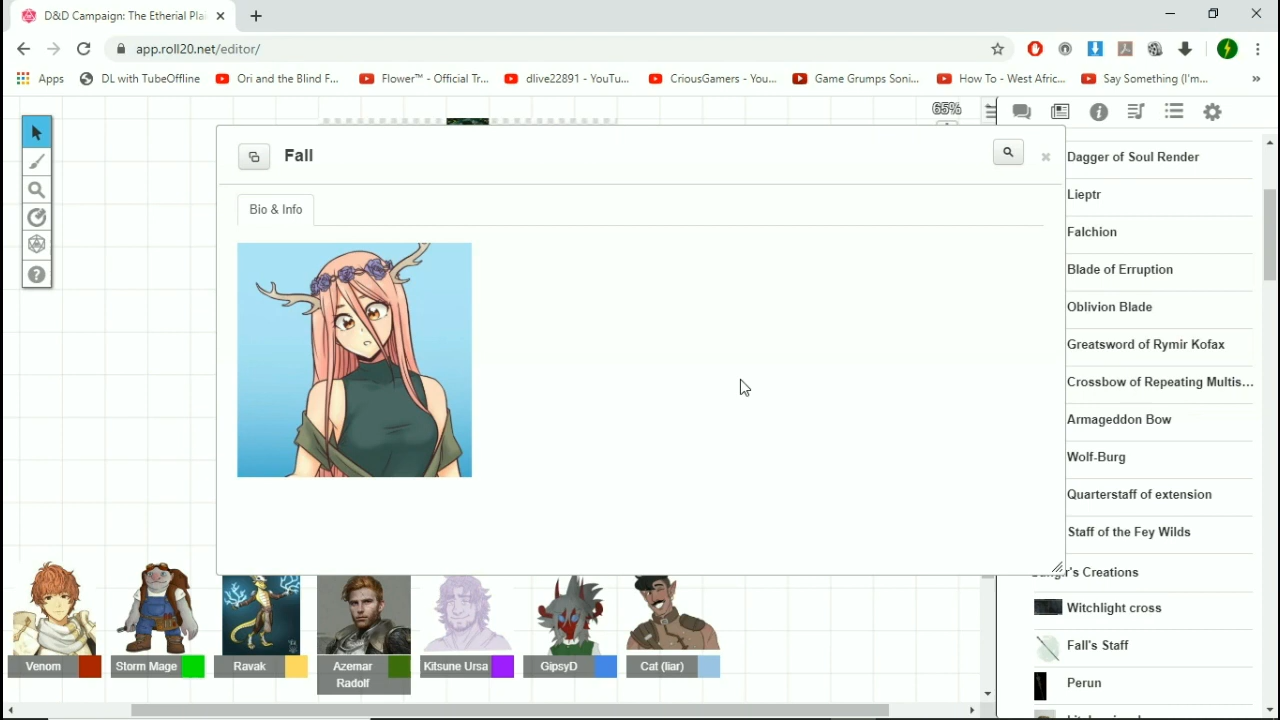 D&D Campaign: The Etherial Pla
app.roll20.net/editor/
Apps
DL with TubeOffline
Ori and the Blind F...
Flower™ - Official Tr...
dlive22891 - YouTu...
CriousGamers - You...
Game Grumps Soni...
How To - West Afric...
Say Something (I'm...
65%
Fall
Bio & Info
Dagger of Soul Render
Lieptr
Falchion
Blade of Erruption
Oblivion Blade
Greatsword of Rymir Kofax
Crossbow of Repeating Multis...
Armageddon Bow
Wolf-Burg
Quarterstaff of extension
Staff of the Fey Wilds
r's Creations
Witchlight cross
Fall's Staff
Perun
Venom
Storm Mage
Ravak
Azemar
Radolf
Kitsune Ursa
GipsyD
Cat (liar)